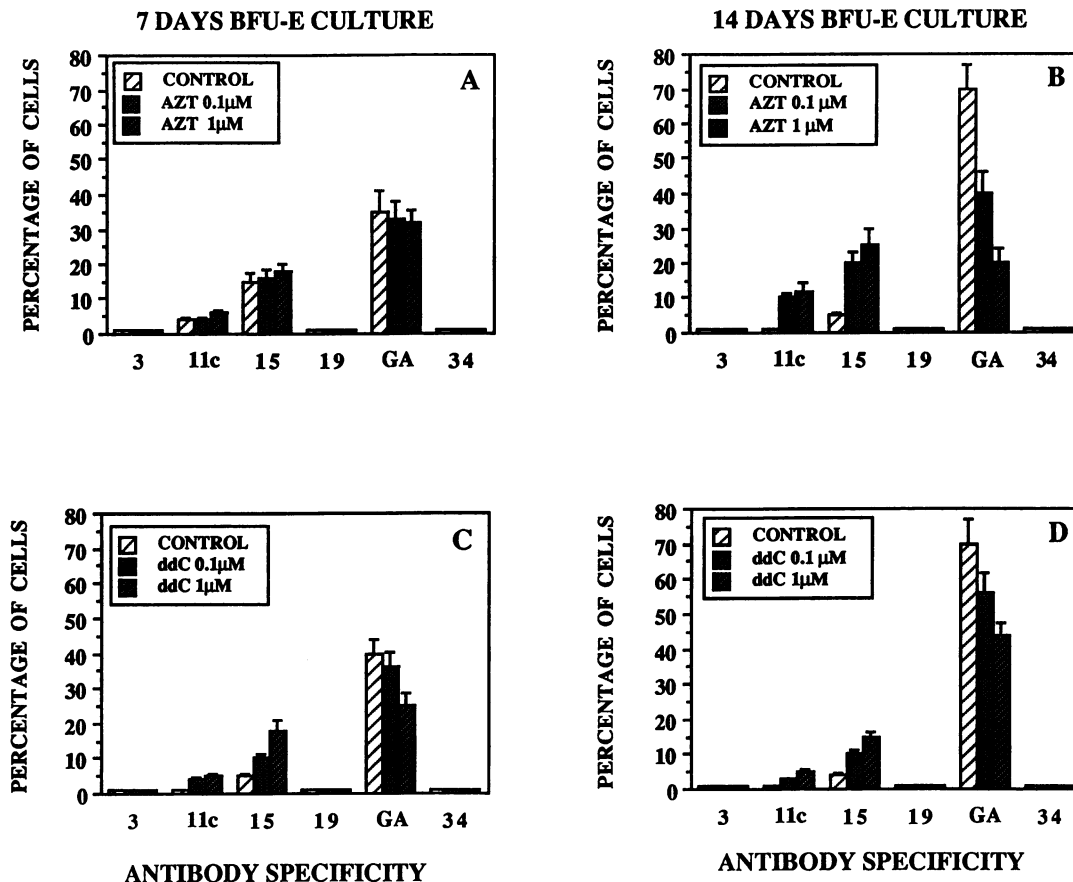 7 DAYS BFU-E CULTURE
14 DAYS BFU-E CULTURE
PERCENTAGE OF CELLS
80
70
60
50
40
30
20
10
0
CONTROL
AZT 0.1µM
AZT 1µM
A
3 11c 15 19 GA 34
PERCENTAGE OF CELLS
80
70
60
50
40
30
20
10
0
CONTROL
AZT 0.1 µM
AZT 1 µM
B
3 11c 15 19 GA 34
PERCENTAGE OF CELLS
80
70
60
50
40
30
20
10
0
CONTROL
ddC 0.1µM
ddC 1µM
C
3 11c 15 19 GA 34
ANTIBODY SPECIFICITY
PERCENTAGE OF CELLS
80
70
60
50
40
30
20
10
0
CONTROL
ddC 0.1 µM
ddC 1 µM
D
3 11c 15 19 GA 34
ANTIBODY SPECIFICITY